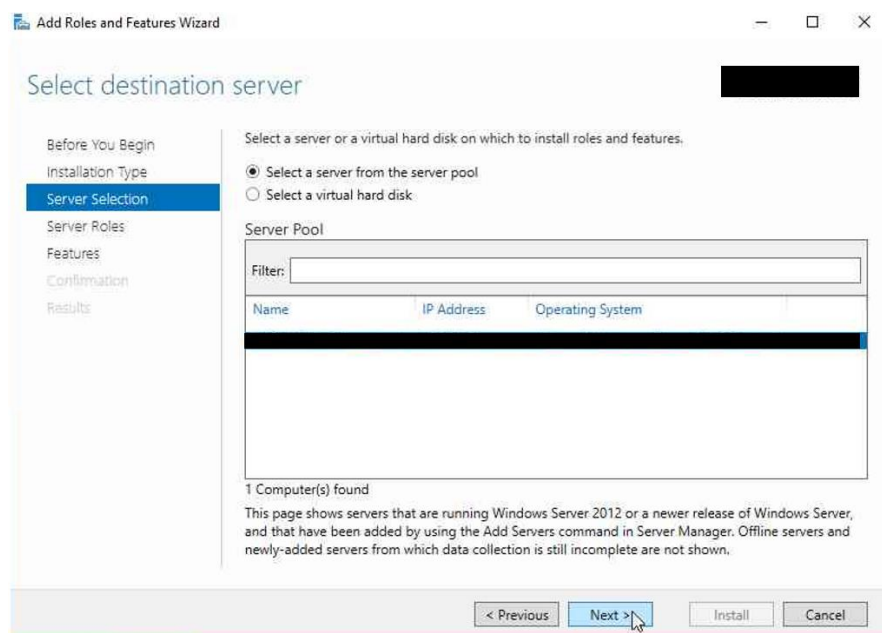 Add Roles and Features Wizard
Select destination server
Before You Begin
Installation Type
Server Selection
Server Roles
Features
Confirmation
Results
Select a server or a virtual hard disk on which to install roles and features.
Select a server from the server pool
Select a virtual hard disk
Server Pool
Filter:
Name IP Address Operating System
1 Computer(s) found
This page shows servers that are running Windows Server 2012 or a newer release of Windows Server,
and that have been added by using the Add Servers command in Server Manager. Offline servers and
newly-added servers from which data collection is still incomplete are not shown.
< Previous Next > Install Cancel